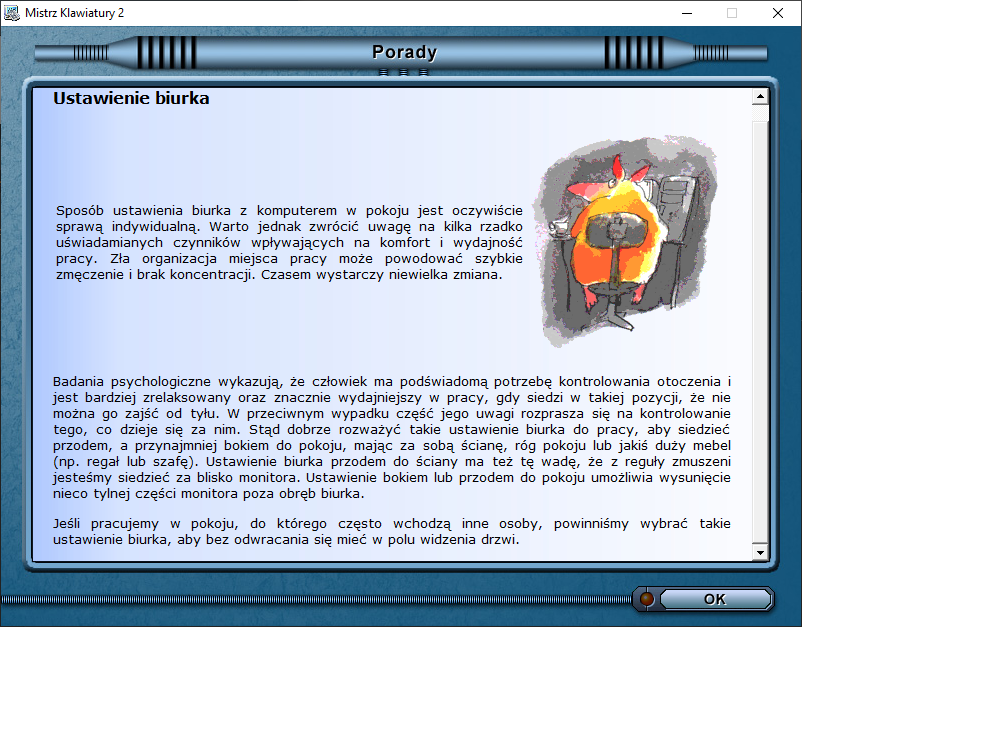 Mistrz Klawiatury 2
Porady
Ustawienie biurka
Sposób ustawienia biurka z komputerem w pokoju jest oczywiście
sprawą indywidualną. Warto jednak zwrócić uwagę na kilka rzadko
uświadamianych czynników wpływających na komfort i wydajność
pracy. Zła organizacja miejsca pracy może powodować szybkie
zmęczenie i brak koncentracji. Czasem wystarczy niewielka zmiana.
Badania psychologiczne wykazują, że człowiek ma podświadomą potrzebę kontrolowania otoczenia i
jest bardziej zrelaksowany oraz znacznie wydajniejszy w pracy, gdy siedzi w takiej pozycji, że nie
można go zajść od tyłu. W przeciwnym wypadku część jego uwagi rozprasza się na kontrolowanie
tego, co dzieje się za nim. Stąd dobrze rozważyć takie ustawienie biurka do pracy, aby siedzieć
przodem, a przynajmniej bokiem do pokoju, mając za sobą ścianę, róg pokoju lub jakiś duży mebel
(np. regał lub szafę). Ustawienie biurka przodem do ściany ma też tę wadę, że z reguły zmuszeni
jesteśmy siedzieć za blisko monitora. Ustawienie bokiem lub przodem do pokoju umożliwia wysunięcie
nieco tylnej części monitora poza obręb biurka.
Jeśli pracujemy w pokoju, do którego często wchodzą inne osoby, powinniśmy wybrać takie
ustawienie biurka, aby bez odwracania się mieć w polu widzenia drzwi.
OK